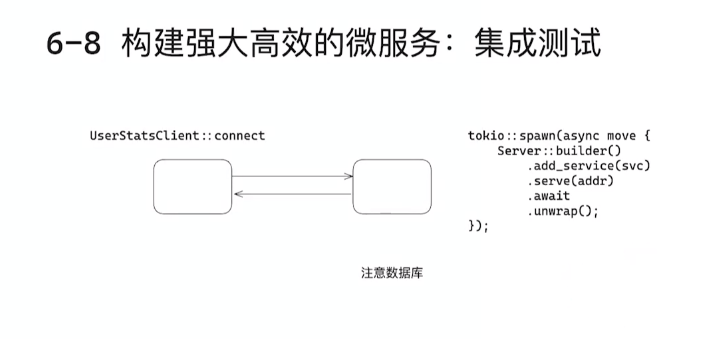 6-8 构建强大高效的微服务：集成测试
UserStatsClient::connect
tokio::spawn(async move {
    Server::builder()
        .add_service(svc)
        .serve(addr)
        .await
        .unwrap();
});
注意数据库